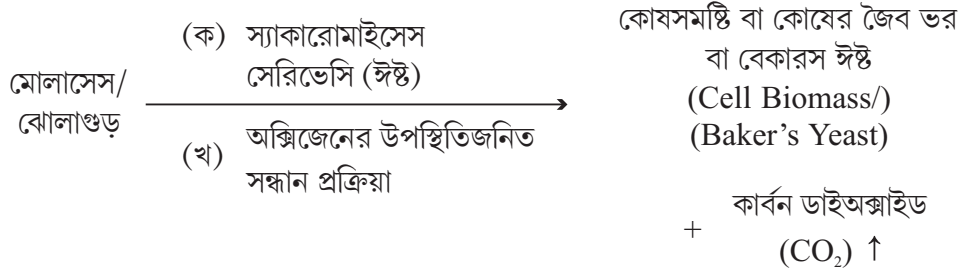 মোলাসেস/
ঝোলাগুড়
(ক) স্যাকারোমাইসেস
সেরিভেসি (ঈষ্ট)
(খ) অক্সিজেনের উপস্থিতিজনিত
সন্ধান প্রক্রিয়া
কোষসমষ্টি বা কোষের জৈব ভর
বা বেকারস ঈষ্ট
(Cell Biomass/)
(Baker's Yeast)
+ কার্বন ডাইঅক্সাইড
(CO₂) ↑